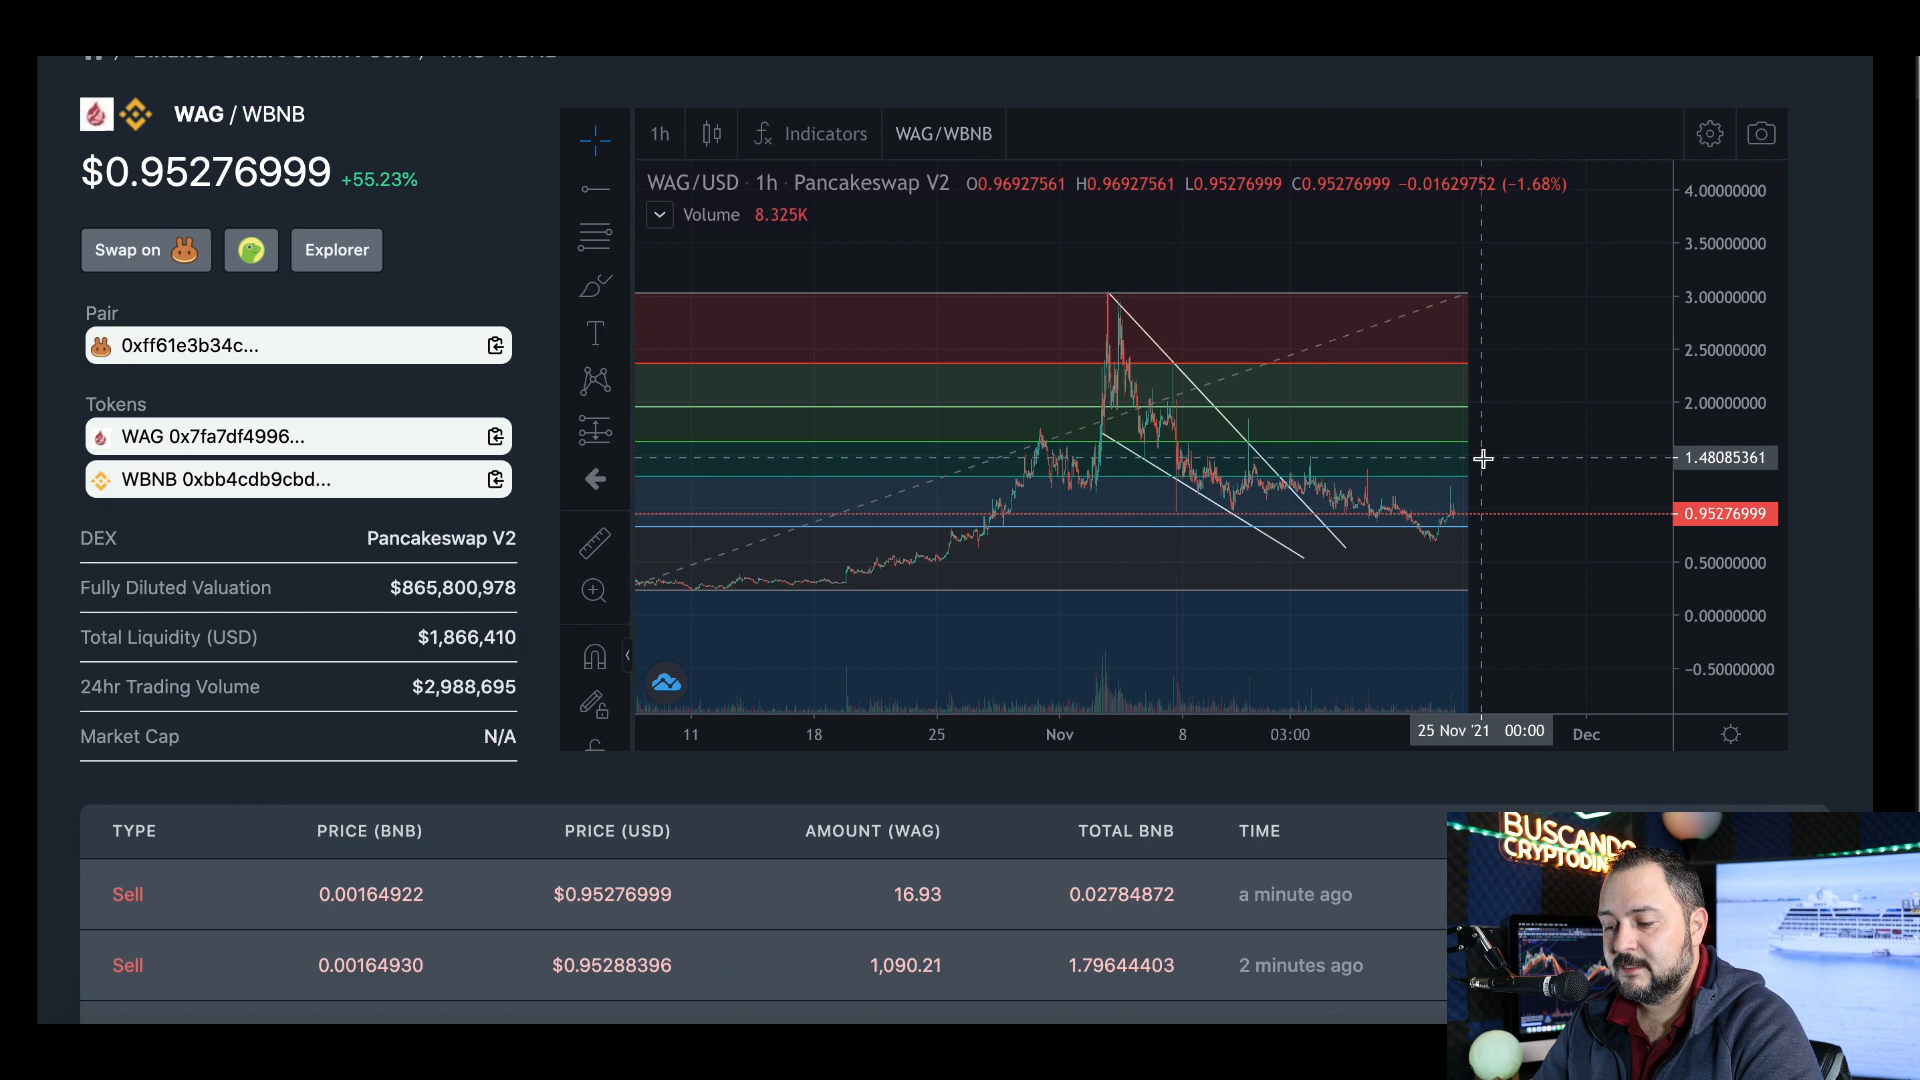 WAG / WBNB
$0.95276999 +55.23%
Swap on
Explorer
Pair
0xff61e3b34c...
Tokens
WAG 0x7fa7df4996...
WBNB 0xbb4cdb9cbd...
DEX Pancakeswap V2
Fully Diluted Valuation $865,800,978
Total Liquidity (USD) $1,866,410
24hr Trading Volume $2,988,695
Market Cap N/A
1h Indicators WAG/WBNB
WAG/USD · 1h · Pancakeswap V2 O0.96927561 H0.96927561 L0.95276999 C0.95276999 −0.01629752 (−1.68%)
Volume 8.325K
4.00000000
3.50000000
3.00000000
2.50000000
2.00000000
1.48085361
0.95276999
0.50000000
0.00000000
−0.50000000
11 18 25 Nov 8 03:00 25 Nov '21 00:00 Dec
TYPE PRICE (BNB) PRICE (USD) AMOUNT (WAG) TOTAL BNB TIME
Sell 0.00164922 $0.95276999 16.93 0.02784872 a minute ago
Sell 0.00164930 $0.95288396 1,090.21 1.79644403 2 minutes ago
BUSCANDO